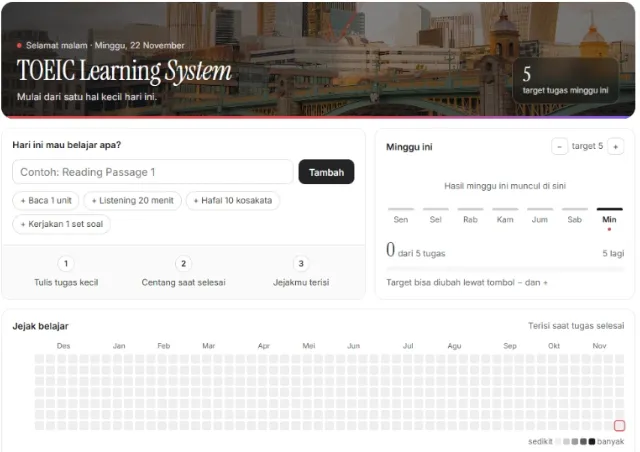 Selamat malam · Minggu, 22 November
TOEIC Learning System
Mulai dari satu hal kecil hari ini.
5
target tugas minggu ini
Hari ini mau belajar apa?
Contoh: Reading Passage 1
Tambah
+ Baca 1 unit
+ Listening 20 menit
+ Hafal 10 kosakata
+ Kerjakan 1 set soal
1
Tulis tugas kecil
2
Centang saat selesai
3
Jejakmu terisi
Minggu ini
− target 5 +
Hasil minggu ini muncul di sini
Sen Sel Rab Kam Jum Sab Min
0 dari 5 tugas
5 lagi
Target bisa diubah lewat tombol − dan +
Jejak belajar
Terisi saat tugas selesai
Des Jan Feb Mar Apr Mei Jun Jul Agu Sep Okt Nov
sedikit banyak